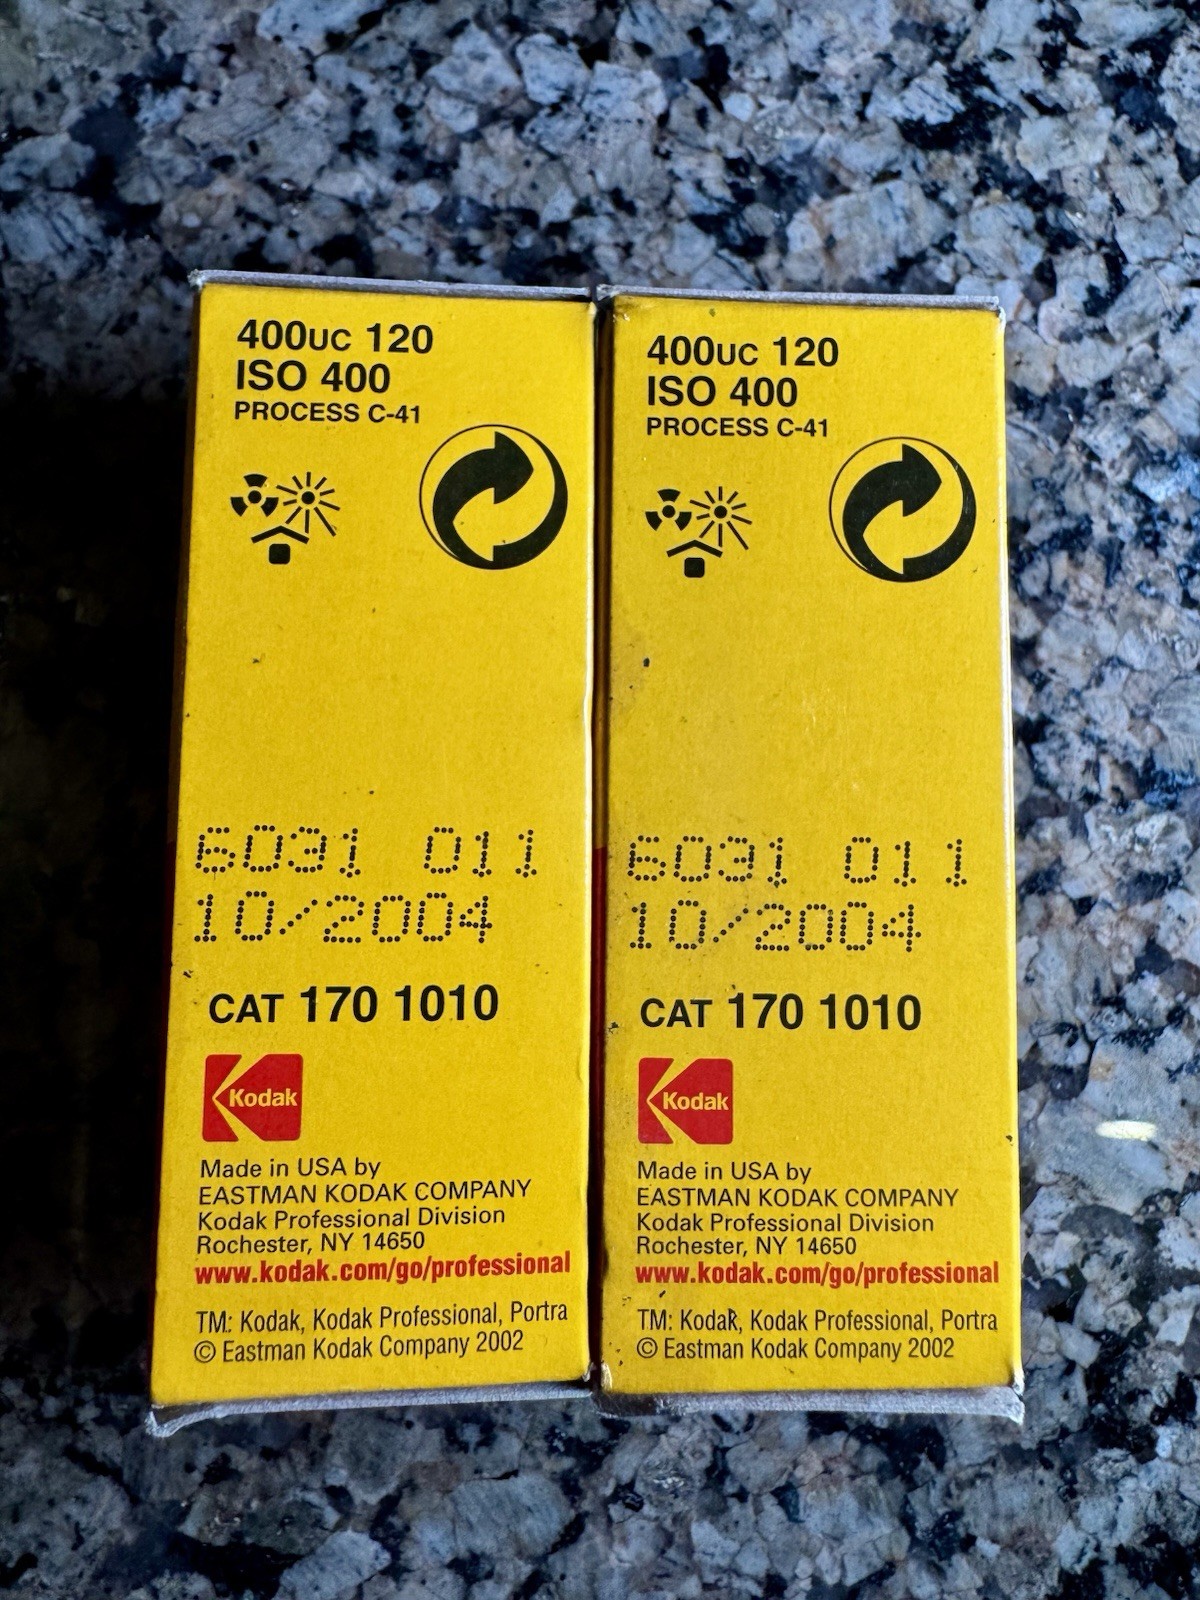 400UC 120
ISO 400
PROCESS C-41
6031 011
10/2004
CAT 170 1010
Kodak
Made in USA by
EASTMAN KODAK COMPANY
Kodak Professional Division
Rochester, NY 14650
www.kodak.com/go/professional
TM: Kodak, Kodak Professional, Portra
© Eastman Kodak Company 2002
400UC 120
ISO 400
PROCESS C-41
6031 011
10/2004
CAT 170 1010
Kodak
Made in USA by
EASTMAN KODAK COMPANY
Kodak Professional Division
Rochester, NY 14650
www.kodak.com/go/professional
TM: Kodak, Kodak Professional, Portra
© Eastman Kodak Company 2002